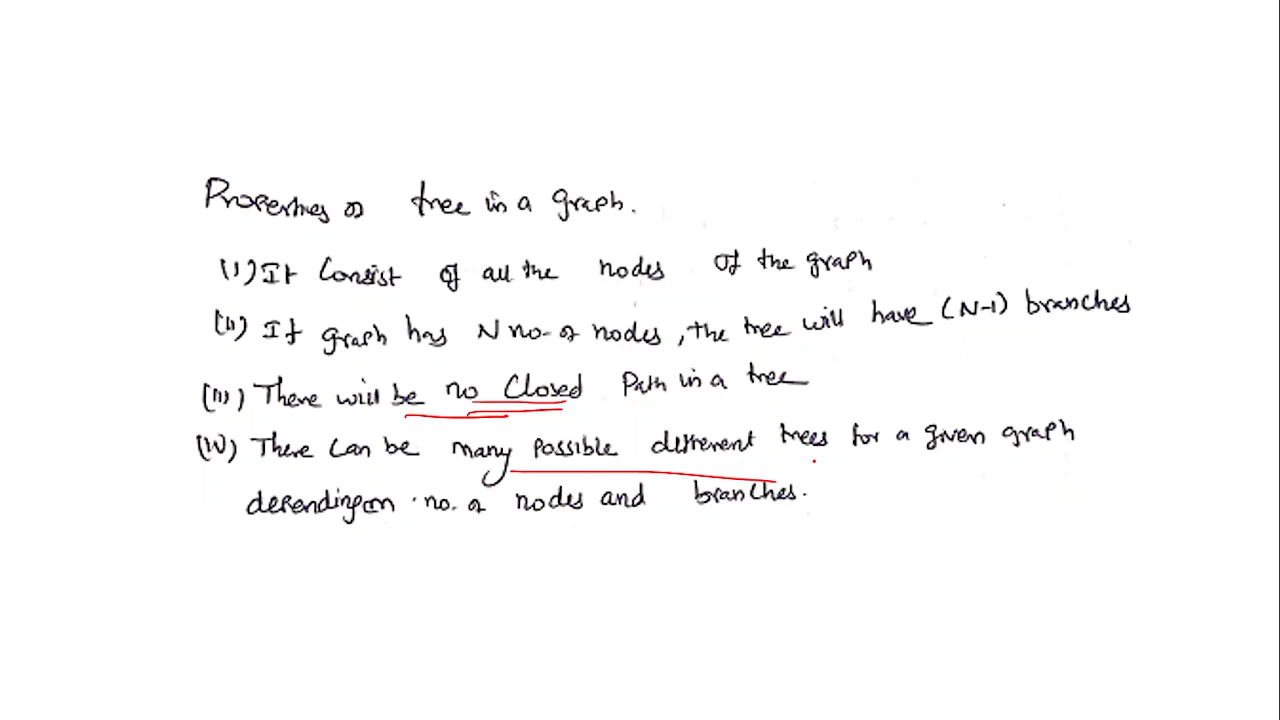 Properties of tree in a graph.
(i) It Consist of all the nodes of the graph
(ii) If graph has N no. of nodes, the tree will have (N-1) branches
(iii) There will be no Closed Path in a tree
(iv) There Can be many possible different trees for a given graph
depending on no. of nodes and branches.